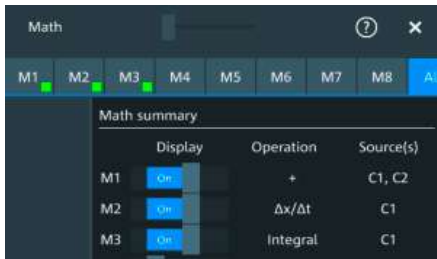 Math
M1 M2 M3 M4 M5 M6 M7 M8 A
Math summary
Display Operation Source(s)
M1 On + C1, C2
M2 On Δx/Δt C1
M3 On Integral C1